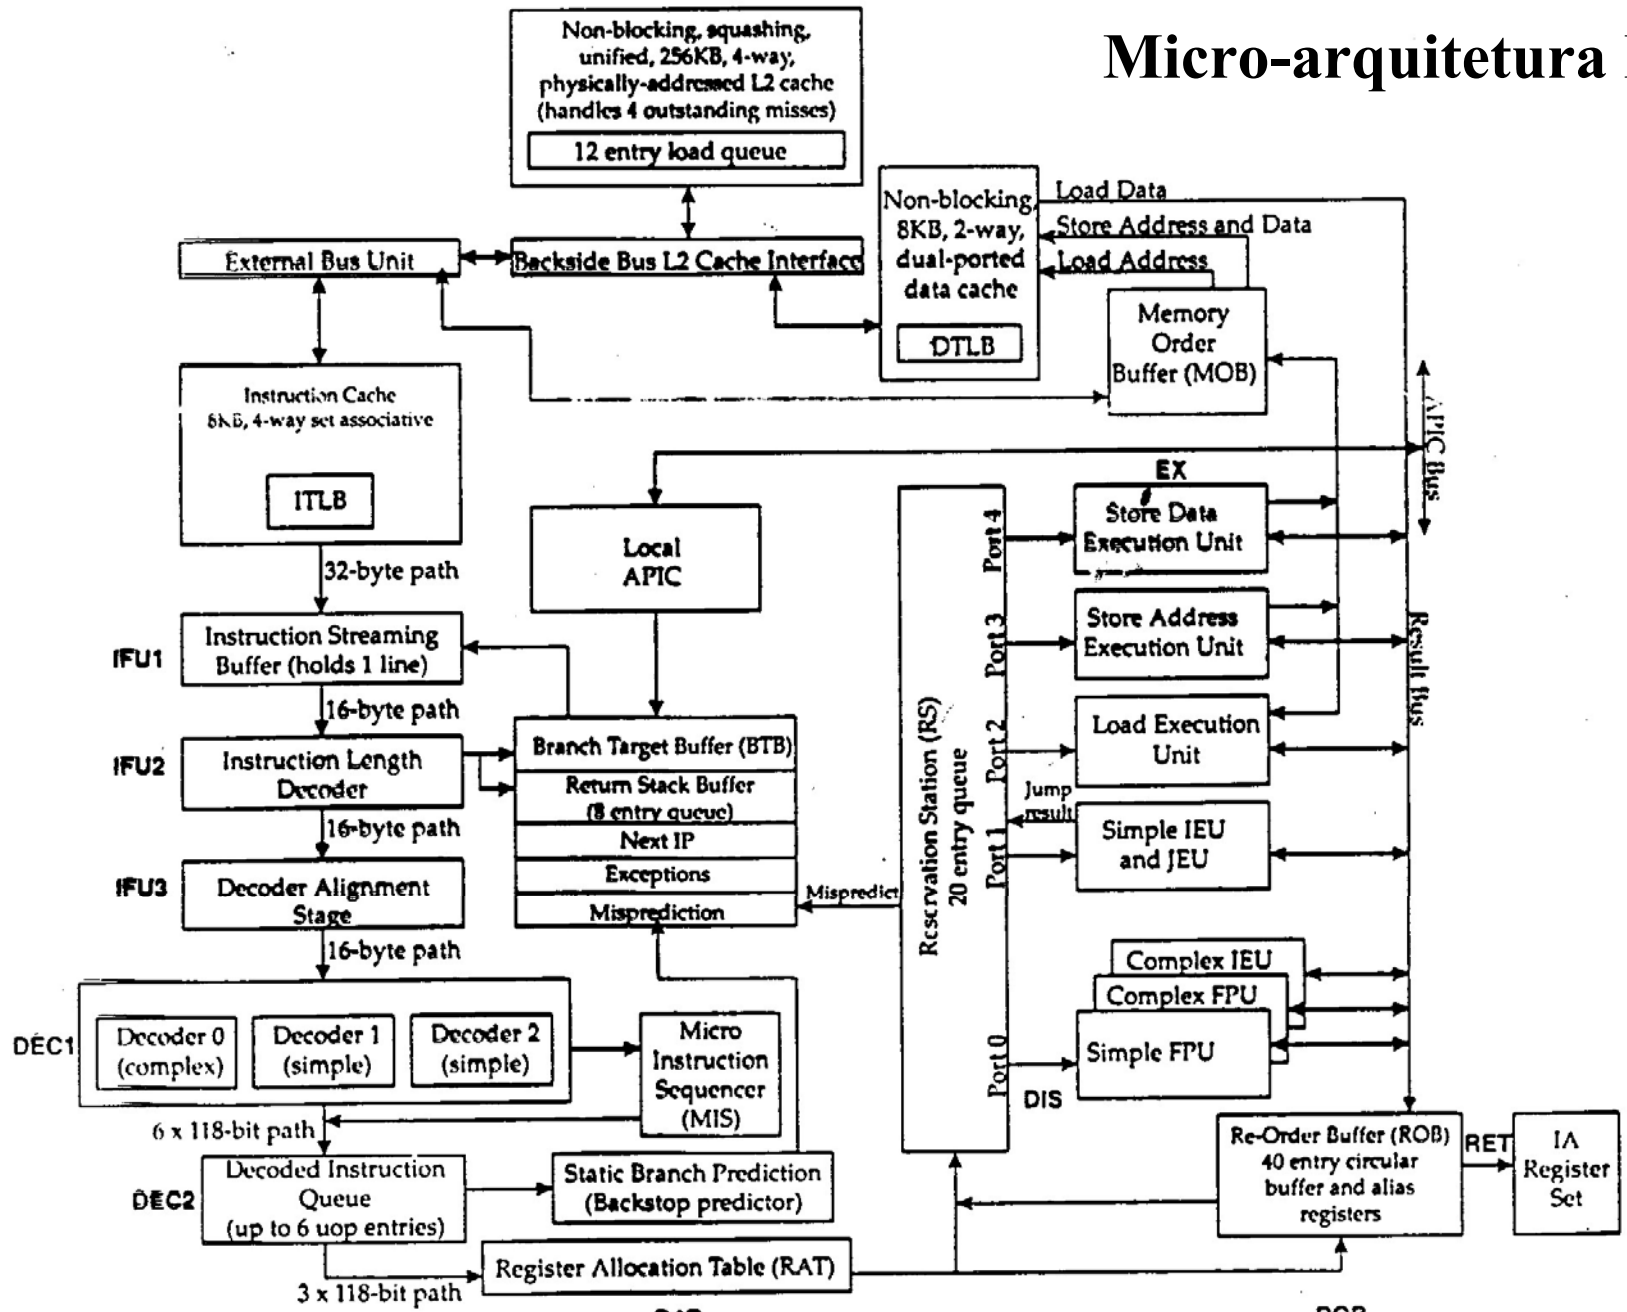 Micro-arquitetura
Non-blocking, squashing,
unified, 256KB, 4-way,
physically-addressed L2 cache
(handles 4 outstanding misses)
12 entry load queue
External Bus Unit
Backside Bus L2 Cache Interface
Non-blocking,
8KB, 2-way,
dual-ported
data cache
DTLB
Load Data
Store Address and Data
Load Address
Memory
Order
Buffer (MOB)
Instruction Cache
8KB, 4-way set associative
ITLB
32-byte path
Local
APIC
APIC Bus
IFU1
Instruction Streaming
Buffer (holds 1 line)
16-byte path
IFU2
Instruction Length
Decoder
16-byte path
IFU3
Decoder Alignment
Stage
16-byte path
Branch Target Buffer (BTB)
Return Stack Buffer
(8 entry queue)
Next IP
Exceptions
Misprediction
Mispredict
Reservation Station (RS)
20 entry queue
Port 4
Port 3
Port 2
Port 1
Port 0
EX
Store Data
Execution Unit
Store Address
Execution Unit
Load Execution
Unit
Jump
result
Simple IEU
and JEU
Complex IEU
Complex FPU
Simple FPU
DIS
Result Bus
DEC1
Decoder 0
(complex)
Decoder 1
(simple)
Decoder 2
(simple)
Micro
Instruction
Sequencer
(MIS)
6 x 118-bit path
DEC2
Decoded Instruction
Queue
(up to 6 uop entries)
Static Branch Prediction
(Backstop predictor)
3 x 118-bit path
Register Allocation Table (RAT)
Re-Order Buffer (ROB)
40 entry circular
buffer and alias
registers
RET
IA
Register
Set